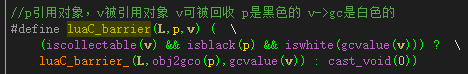 //p引用对象，v被引用对象 v可被回收 p是黑色的 v->gc是白色的
#define luaC_barrier(L,p,v) (  \
    (iscollectable(v) && isblack(p) && iswhite(gcvalue(v))) ?  \
    luaC_barrier_(L,obj2gco(p),gcvalue(v)) : cast_void(0))